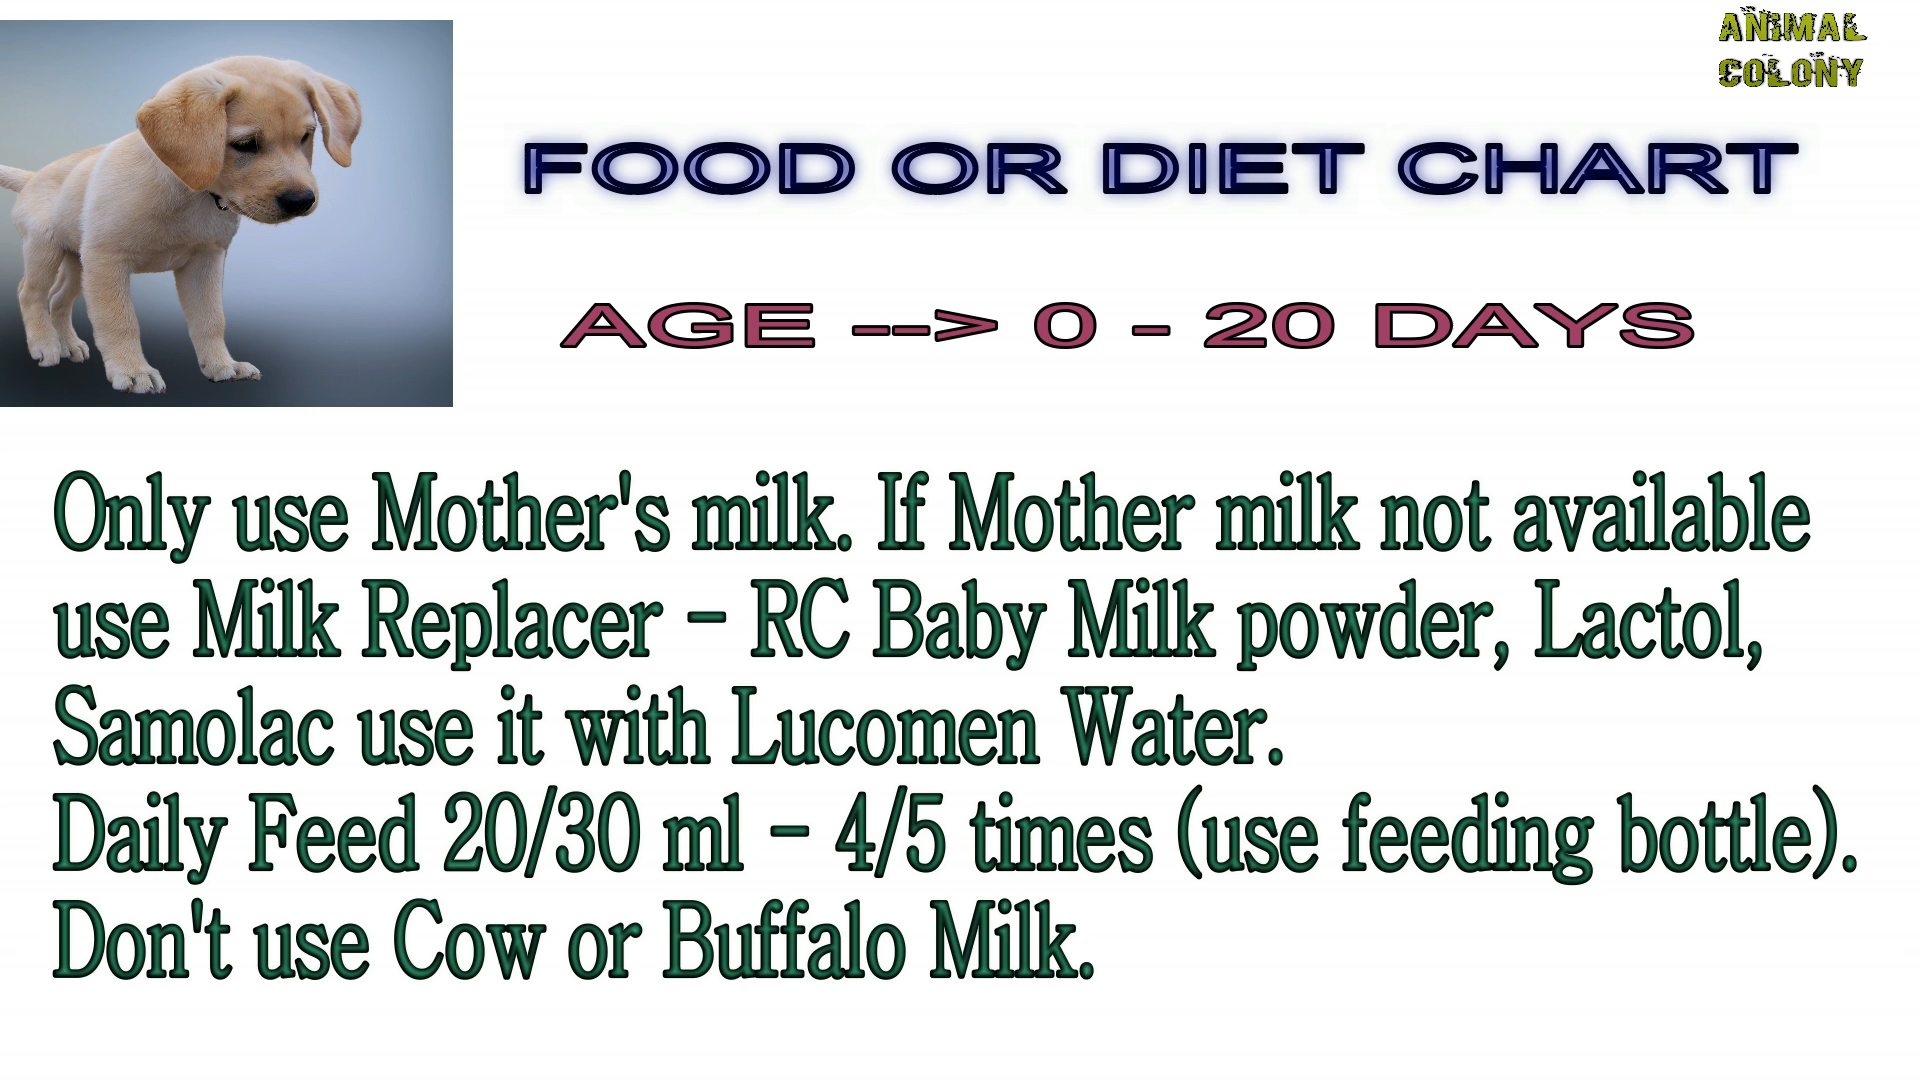 ANIMAL
COLONY
FOOD OR DIET CHART
AGE --> 0 - 20 DAYS
Only use Mother's milk. If Mother milk not available
use Milk Replacer - RC Baby Milk powder, Lactol,
Samolac use it with Lucomen Water.
Daily Feed 20/30 ml - 4/5 times (use feeding bottle).
Don't use Cow or Buffalo Milk.